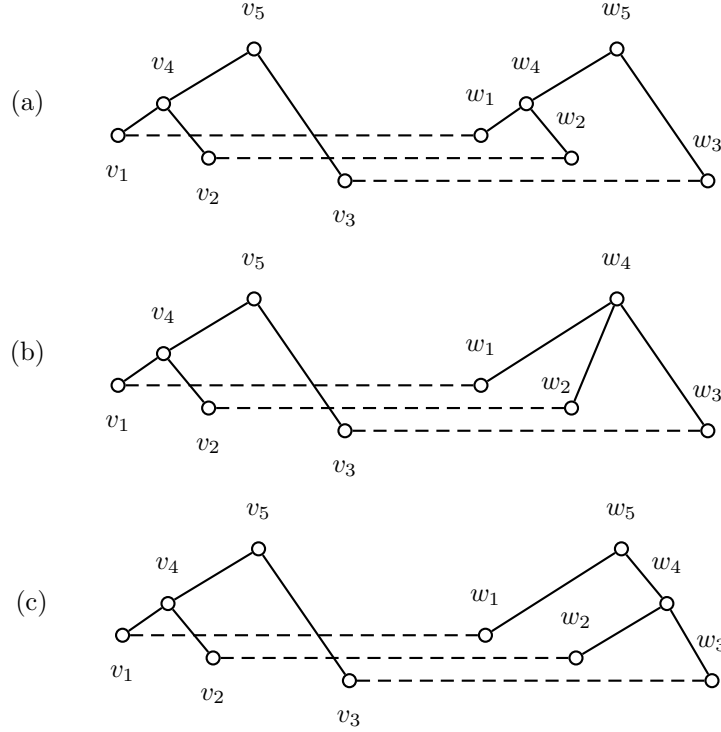 v₅ w₅
v₄ w₄
(a) w₁ w₂ w₃
v₁ v₂ v₃
v₅ w₄
v₄ w₁
(b) w₂ w₃
v₁ v₂ v₃
v₅ w₅
v₄ w₄
(c) w₁ w₂ w₃
v₁ v₂ v₃